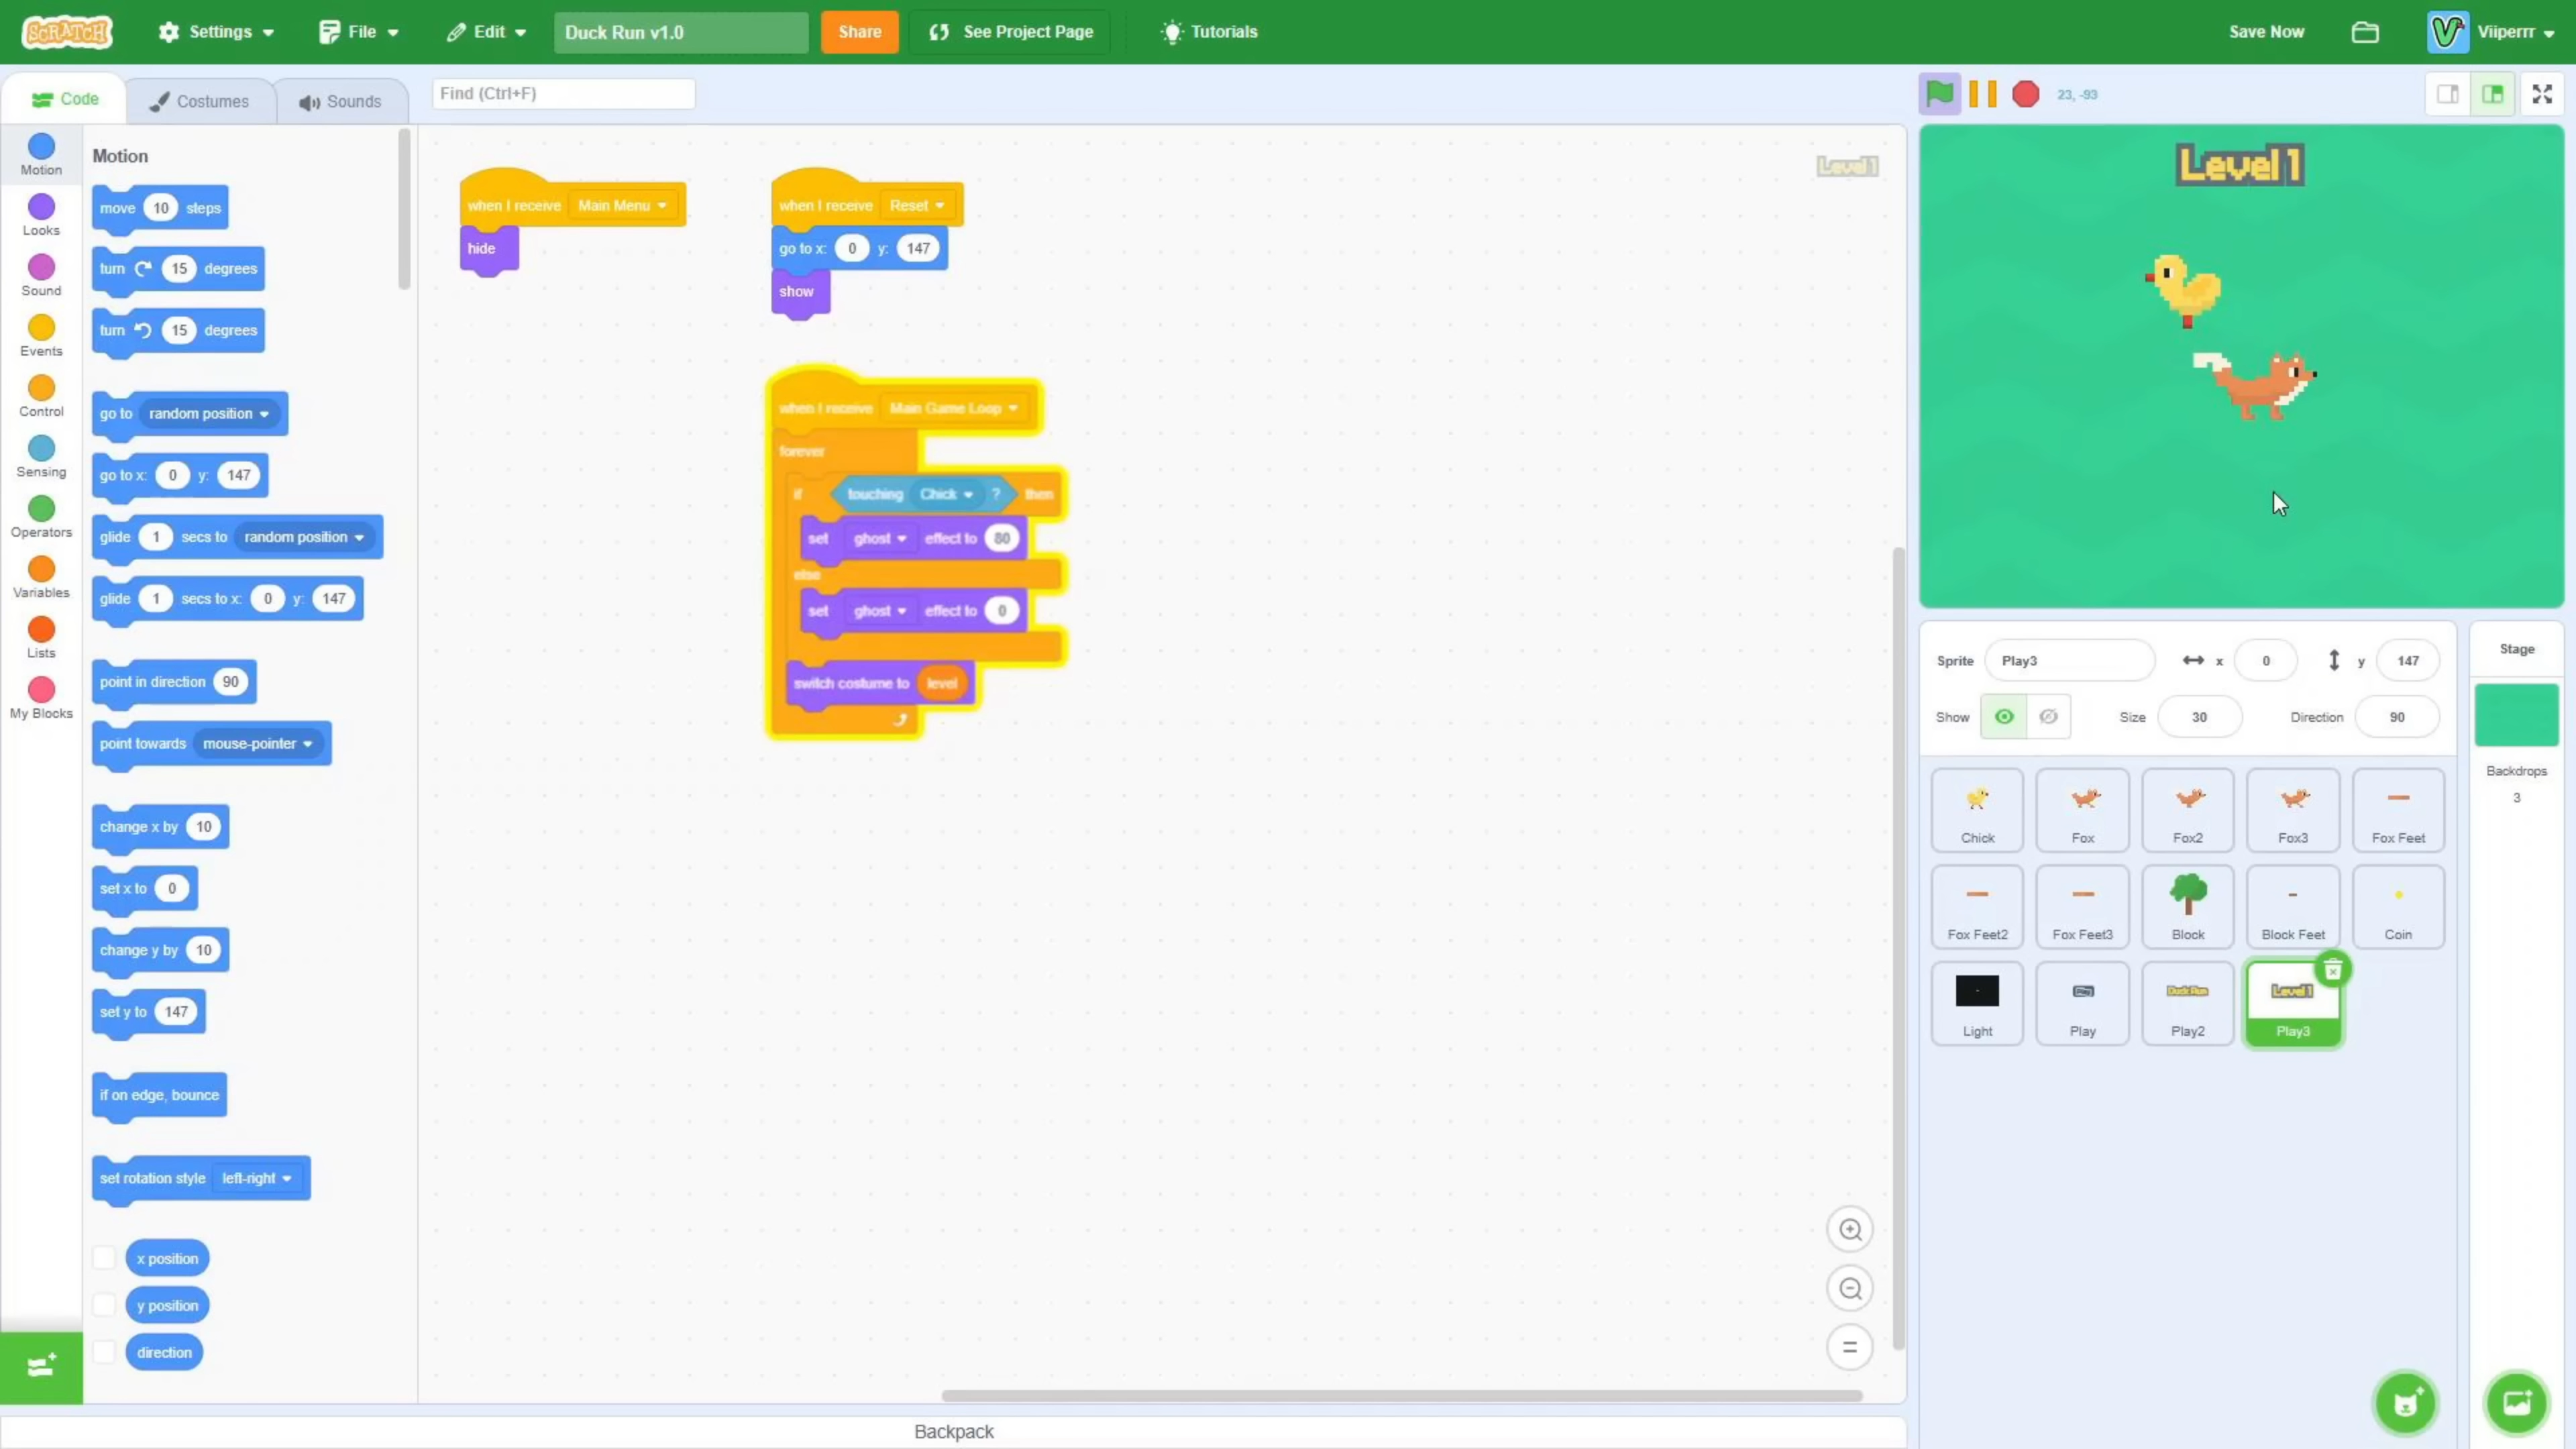 SCRATCH Settings File Edit Duck Run v1.0 Share See Project Page Tutorials Save Now Viiperrr
Code Costumes Sounds Find (Ctrl+F) 23, -93
Motion
Looks
Sound
Events
Control
Sensing
Operators
Variables
Lists
My Blocks
Motion
move 10 steps
turn 15 degrees
turn 15 degrees
go to random position
go to x: 0 y: 147
glide 1 secs to random position
glide 1 secs to x: 0 y: 147
point in direction 90
point towards mouse-pointer
change x by 10
set x to 0
change y by 10
set y to 147
if on edge, bounce
set rotation style left-right
x position
y position
direction
when I receive Main Menu
hide
when I receive Reset
go to x: 0 y: 147
show
when I receive Main Game Loop
forever
if touching Chick ? then
set ghost effect to 80
else
set ghost effect to 0
switch costume to level
Level 1
Level 1
Sprite Play3 x 0 y 147
Show Size 30 Direction 90
Chick Fox Fox2 Fox3 Fox Feet
Fox Feet2 Fox Feet3 Block Block Feet Coin
Play Duck Run Level 1
Light Play Play2 Play3
Stage
Backdrops
3
Backpack